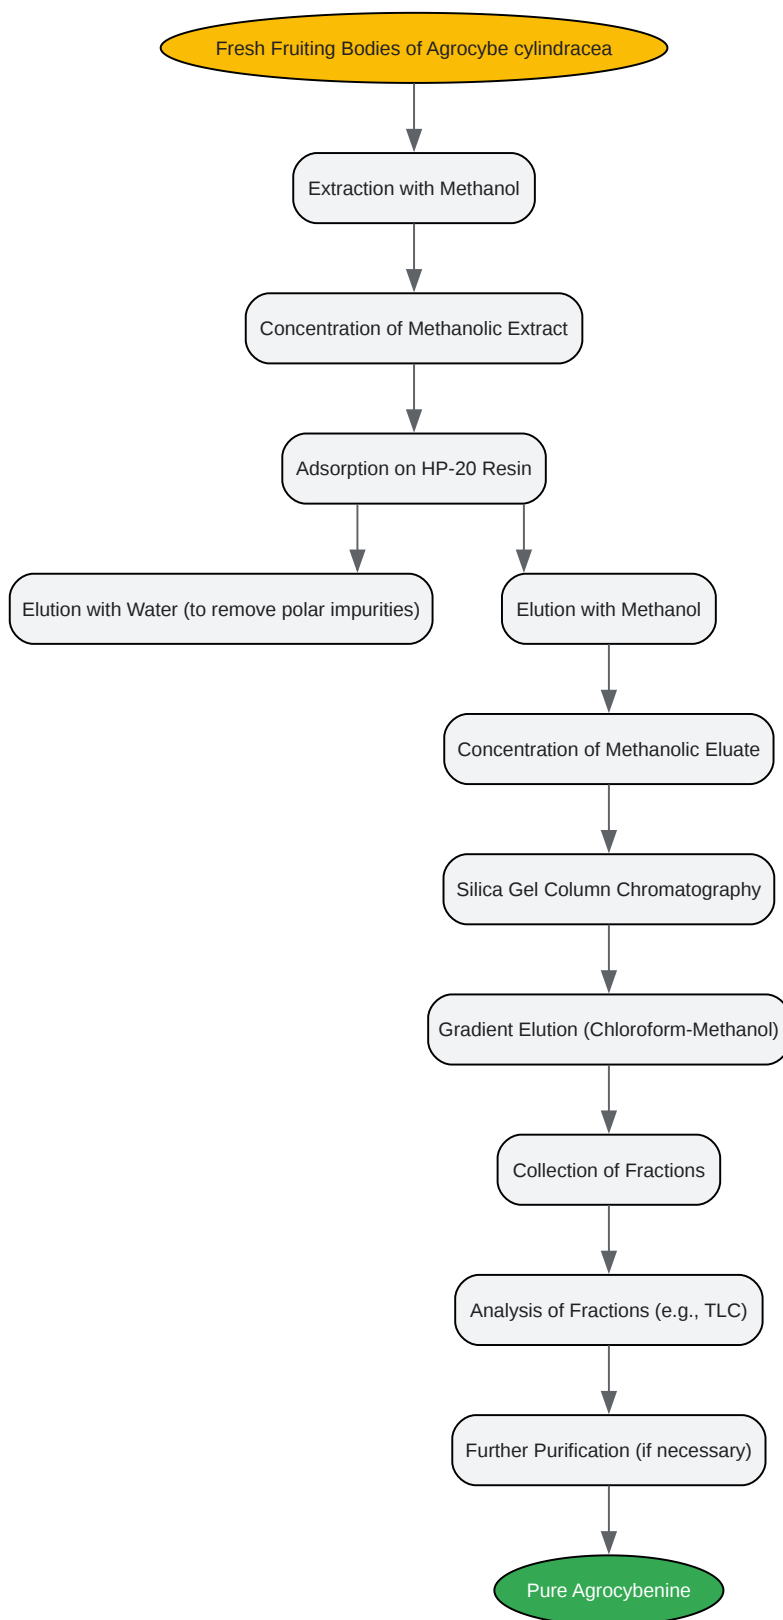 Fresh Fruiting Bodies of Agrocybe cylindracea
Extraction with Methanol
Concentration of Methanolic Extract
Adsorption on HP-20 Resin
Elution with Water (to remove polar impurities)
Elution with Methanol
Concentration of Methanolic Eluate
Silica Gel Column Chromatography
Gradient Elution (Chloroform-Methanol)
Collection of Fractions
Analysis of Fractions (e.g., TLC)
Further Purification (if necessary)
Pure Agrocybenine